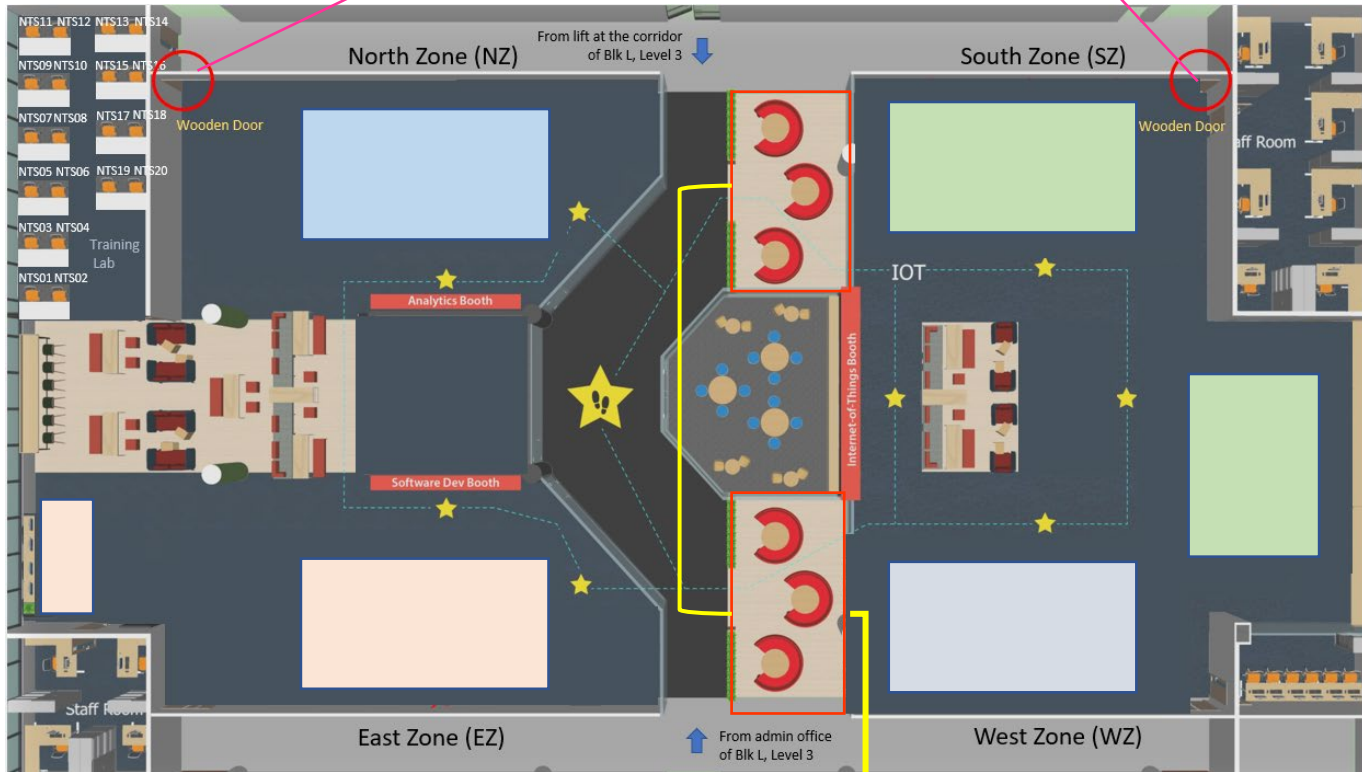 NTS11 NTS12
NTS13 NTS14
North Zone (NZ)
From lift at the corridor
of Blk L, Level 3
South Zone (SZ)
NTS09 NTS10
NTS15 NTS16
Wooden Door
Wooden Door
NTS07 NTS08
NTS17 NTS18
aff Room
NTS05 NTS06
NTS19 NTS20
NTS03 NTS04
Training
Lab
NTS01 NTS02
IOT
Analytics Booth
Internet-of-Things Booth
Software Dev Booth
Staff Room
East Zone (EZ)
From admin office
of Blk L, Level 3
West Zone (WZ)